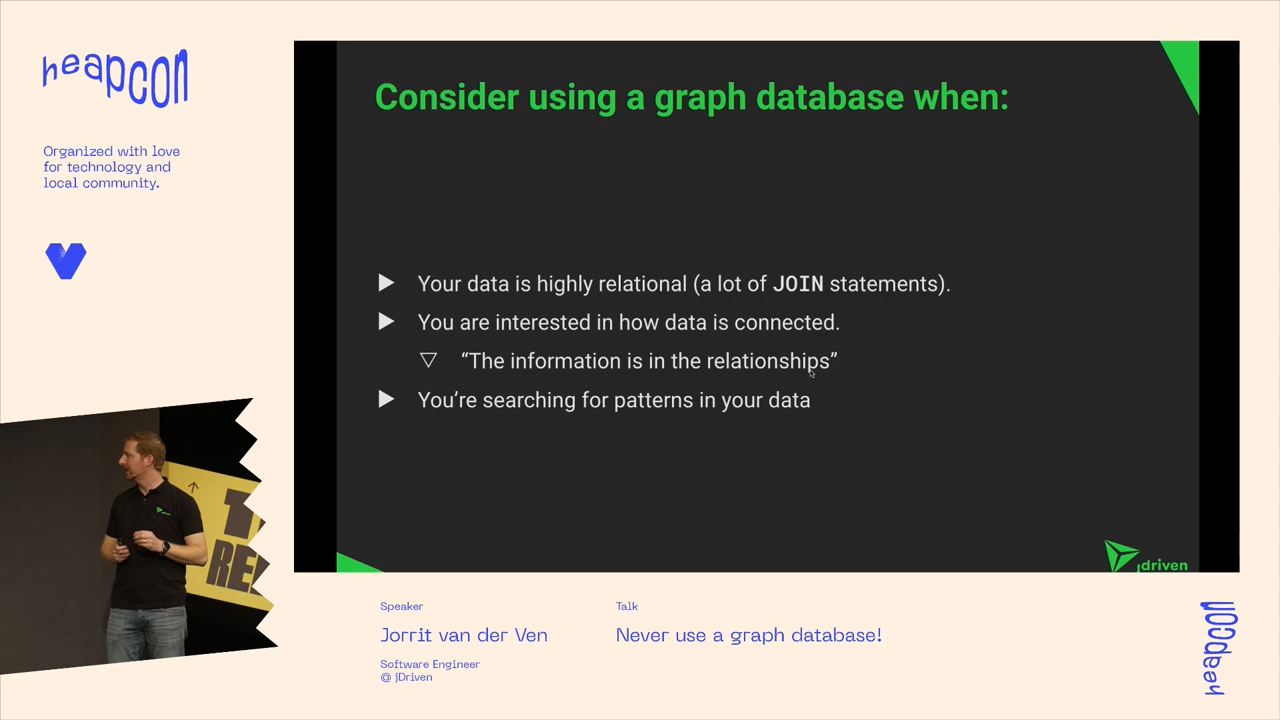 heapcon
Organized with love
for technology and
local community.
Consider using a graph database when:
Your data is highly relational (a lot of JOIN statements).
You are interested in how data is connected.
“The information is in the relationships”
You’re searching for patterns in your data
jdriven
Speaker
Jorrit van der Ven
Software Engineer
@ jDriven
Talk
Never use a graph database!
heapcon